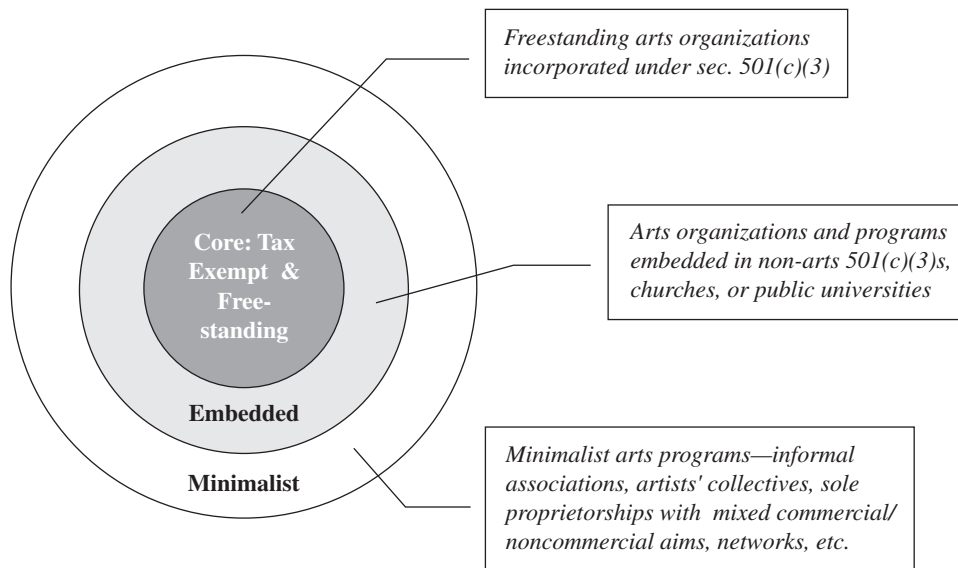 Freestanding arts organizations
incorporated under sec. 501(c)(3)
Core: Tax
Exempt &
Free-
standing
Arts organizations and programs
embedded in non-arts 501(c)(3)s,
churches, or public universities
Embedded
Minimalist
Minimalist arts programs—informal
associations, artists' collectives, sole
proprietorships with mixed commercial/
noncommercial aims, networks, etc.